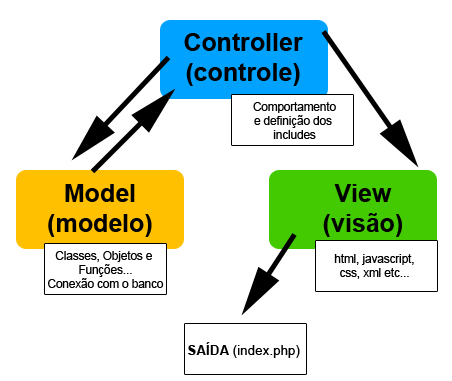 Controller
(controle)
Comportamento
e definição dos
includes
Model
(modelo)
Classes, Objetos e
Funções...
Conexão com o banco
View
(visão)
html, javascript,
css, xml etc...
SAÍDA (index.php)